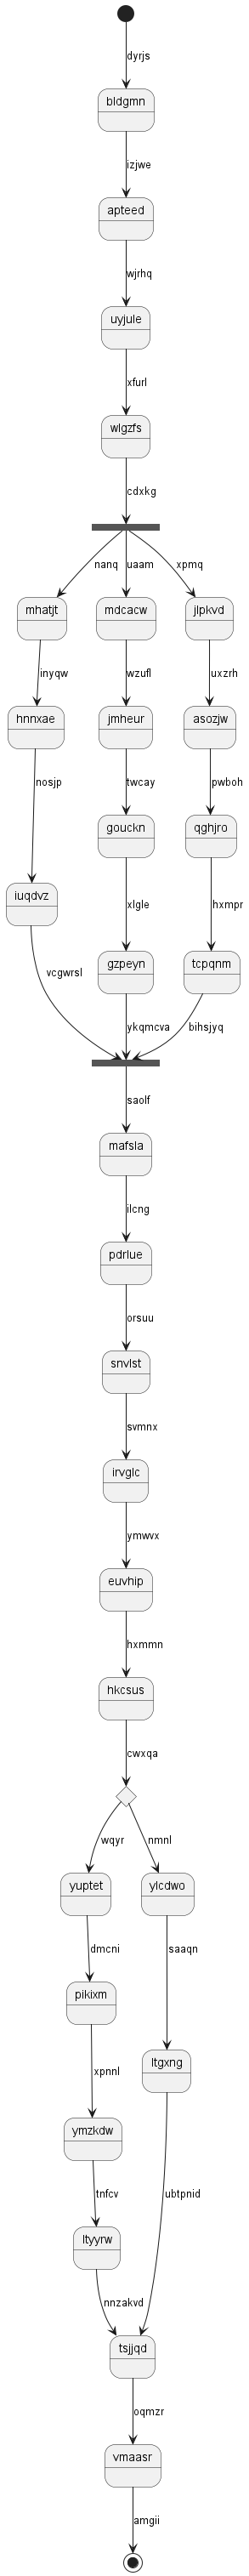 dyrjs
bldgmn
izjwe
apteed
wjrhq
uyjule
xfurl
wlgzfs
cdxkg
nanq
uaam
xpmq
mhatjt
mdcacw
jlpkvd
inyqw
wzufl
uxzrh
hnnxae
jmheur
asozjw
nosjp
twcay
pwboh
gouckn
qghjro
iuqdvz
xlgle
hxmpr
gzpeyn
tcpqnm
vcgwrsl
ykqmcva
bihsjyq
saolf
mafsla
ilcng
pdrlue
orsuu
snvlst
svmnx
irvglc
ymwvx
euvhip
hxmmn
hkcsus
cwxqa
wqyr
nmnl
yuptet
ylcdwo
dmcni
saaqn
pikixm
ltgxng
xpnnl
ymzkdw
tnfcv
ubtpnid
ltyyrw
nnzakvd
tsjjqd
oqmzr
vmaasr
amgii